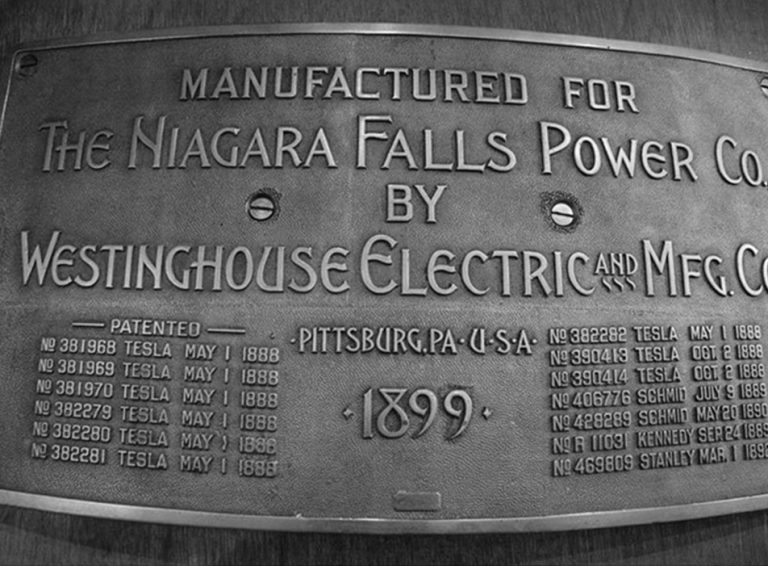 MANUFACTURED FOR
THE NIAGARA FALLS POWER CO.
BY
WESTINGHOUSE ELECTRIC AND MFG. CO
PATENTED
No 381968 TESLA MAY 1 1888
No 381969 TESLA MAY 1 1888
No 381970 TESLA MAY 1 1888
No 382279 TESLA MAY 1 1888
No 382280 TESLA MAY 1 1888
No 382281 TESLA MAY 1 1888
·PITTSBURG, PA·U·S·A·
·1899·
No 382282 TESLA MAY 1 1888
No 390413 TESLA OCT. 2 1888
No 390414 TESLA OCT. 2 1888
No 406776 SCHMID JULY 9 1889
No 428269 SCHMID MAY 20 1890
No R 11031 KENNEDY SEP. 24 1889
No 469809 STANLEY MAR. 1 1892